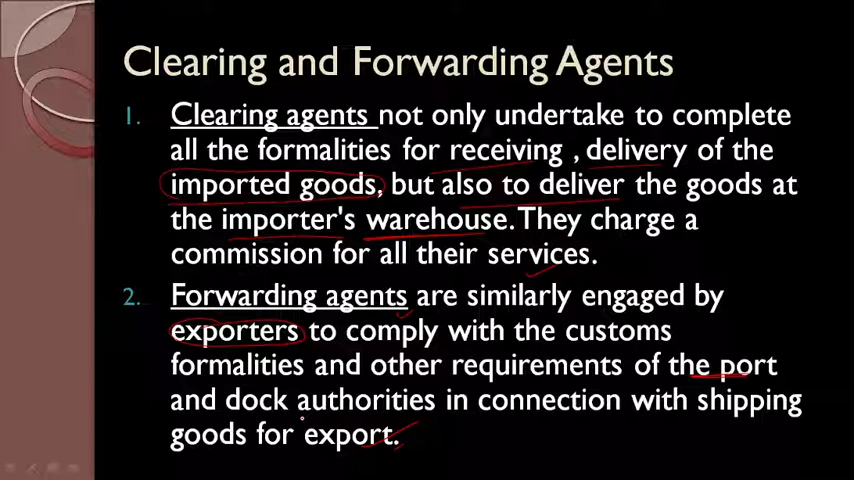 Clearing and Forwarding Agents
1. Clearing agents not only undertake to complete
all the formalities for receiving , delivery of the
imported goods, but also to deliver the goods at
the importer's warehouse. They charge a
commission for all their services.
2. Forwarding agents are similarly engaged by
exporters to comply with the customs
formalities and other requirements of the port
and dock authorities in connection with shipping
goods for export.